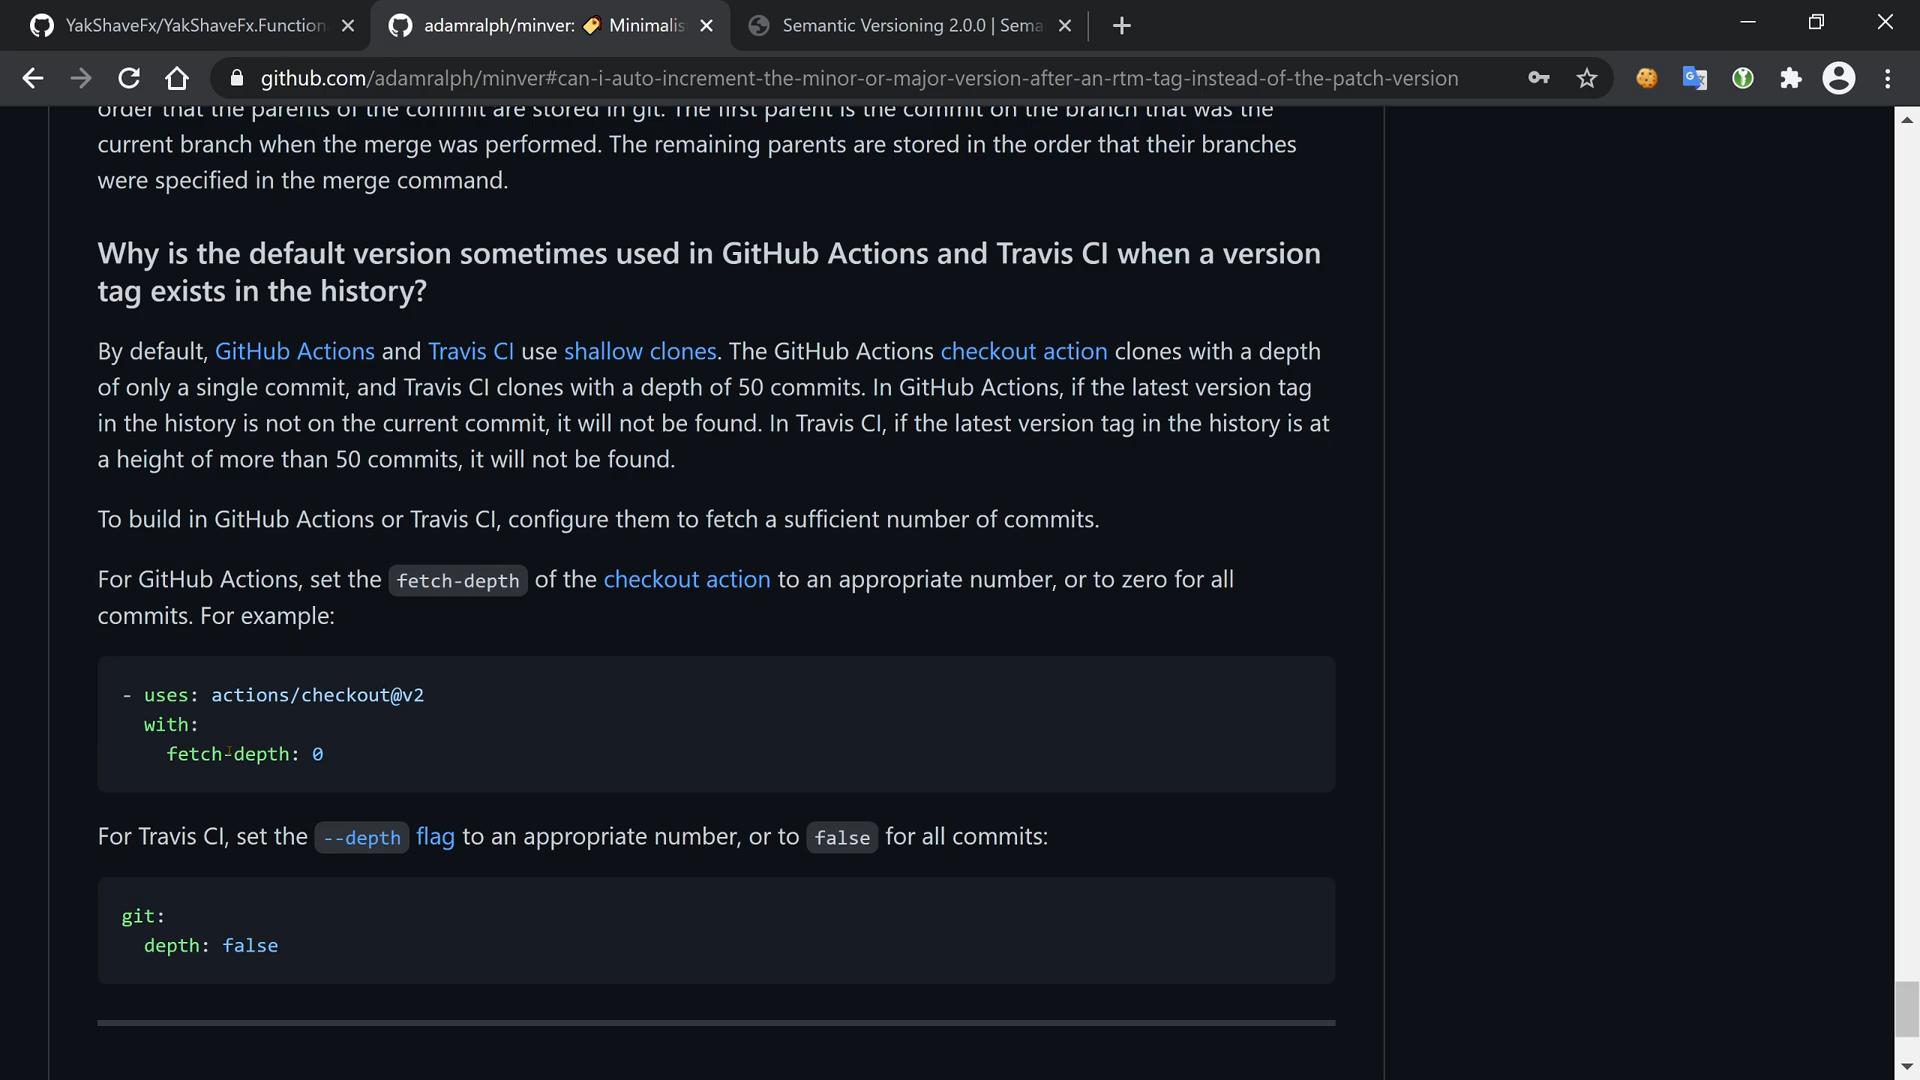 YakShaveFx/YakShaveFx.Function
adamralph/minver: 🏷️ Minimalis
Semantic Versioning 2.0.0 | Sema
github.com/adamralph/minver#can-i-auto-increment-the-minor-or-major-version-after-an-rtm-tag-instead-of-the-patch-version
order that the parents of the commit are stored in git. The first parent is the commit on the branch that was the
current branch when the merge was performed. The remaining parents are stored in the order that their branches
were specified in the merge command.
Why is the default version sometimes used in GitHub Actions and Travis CI when a version
tag exists in the history?
By default, GitHub Actions and Travis CI use shallow clones. The GitHub Actions checkout action clones with a depth
of only a single commit, and Travis CI clones with a depth of 50 commits. In GitHub Actions, if the latest version tag
in the history is not on the current commit, it will not be found. In Travis CI, if the latest version tag in the history is at
a height of more than 50 commits, it will not be found.
To build in GitHub Actions or Travis CI, configure them to fetch a sufficient number of commits.
For GitHub Actions, set the fetch-depth of the checkout action to an appropriate number, or to zero for all
commits. For example:
- uses: actions/checkout@v2
with:
fetch-depth: 0
For Travis CI, set the --depth flag to an appropriate number, or to false for all commits:
git:
depth: false